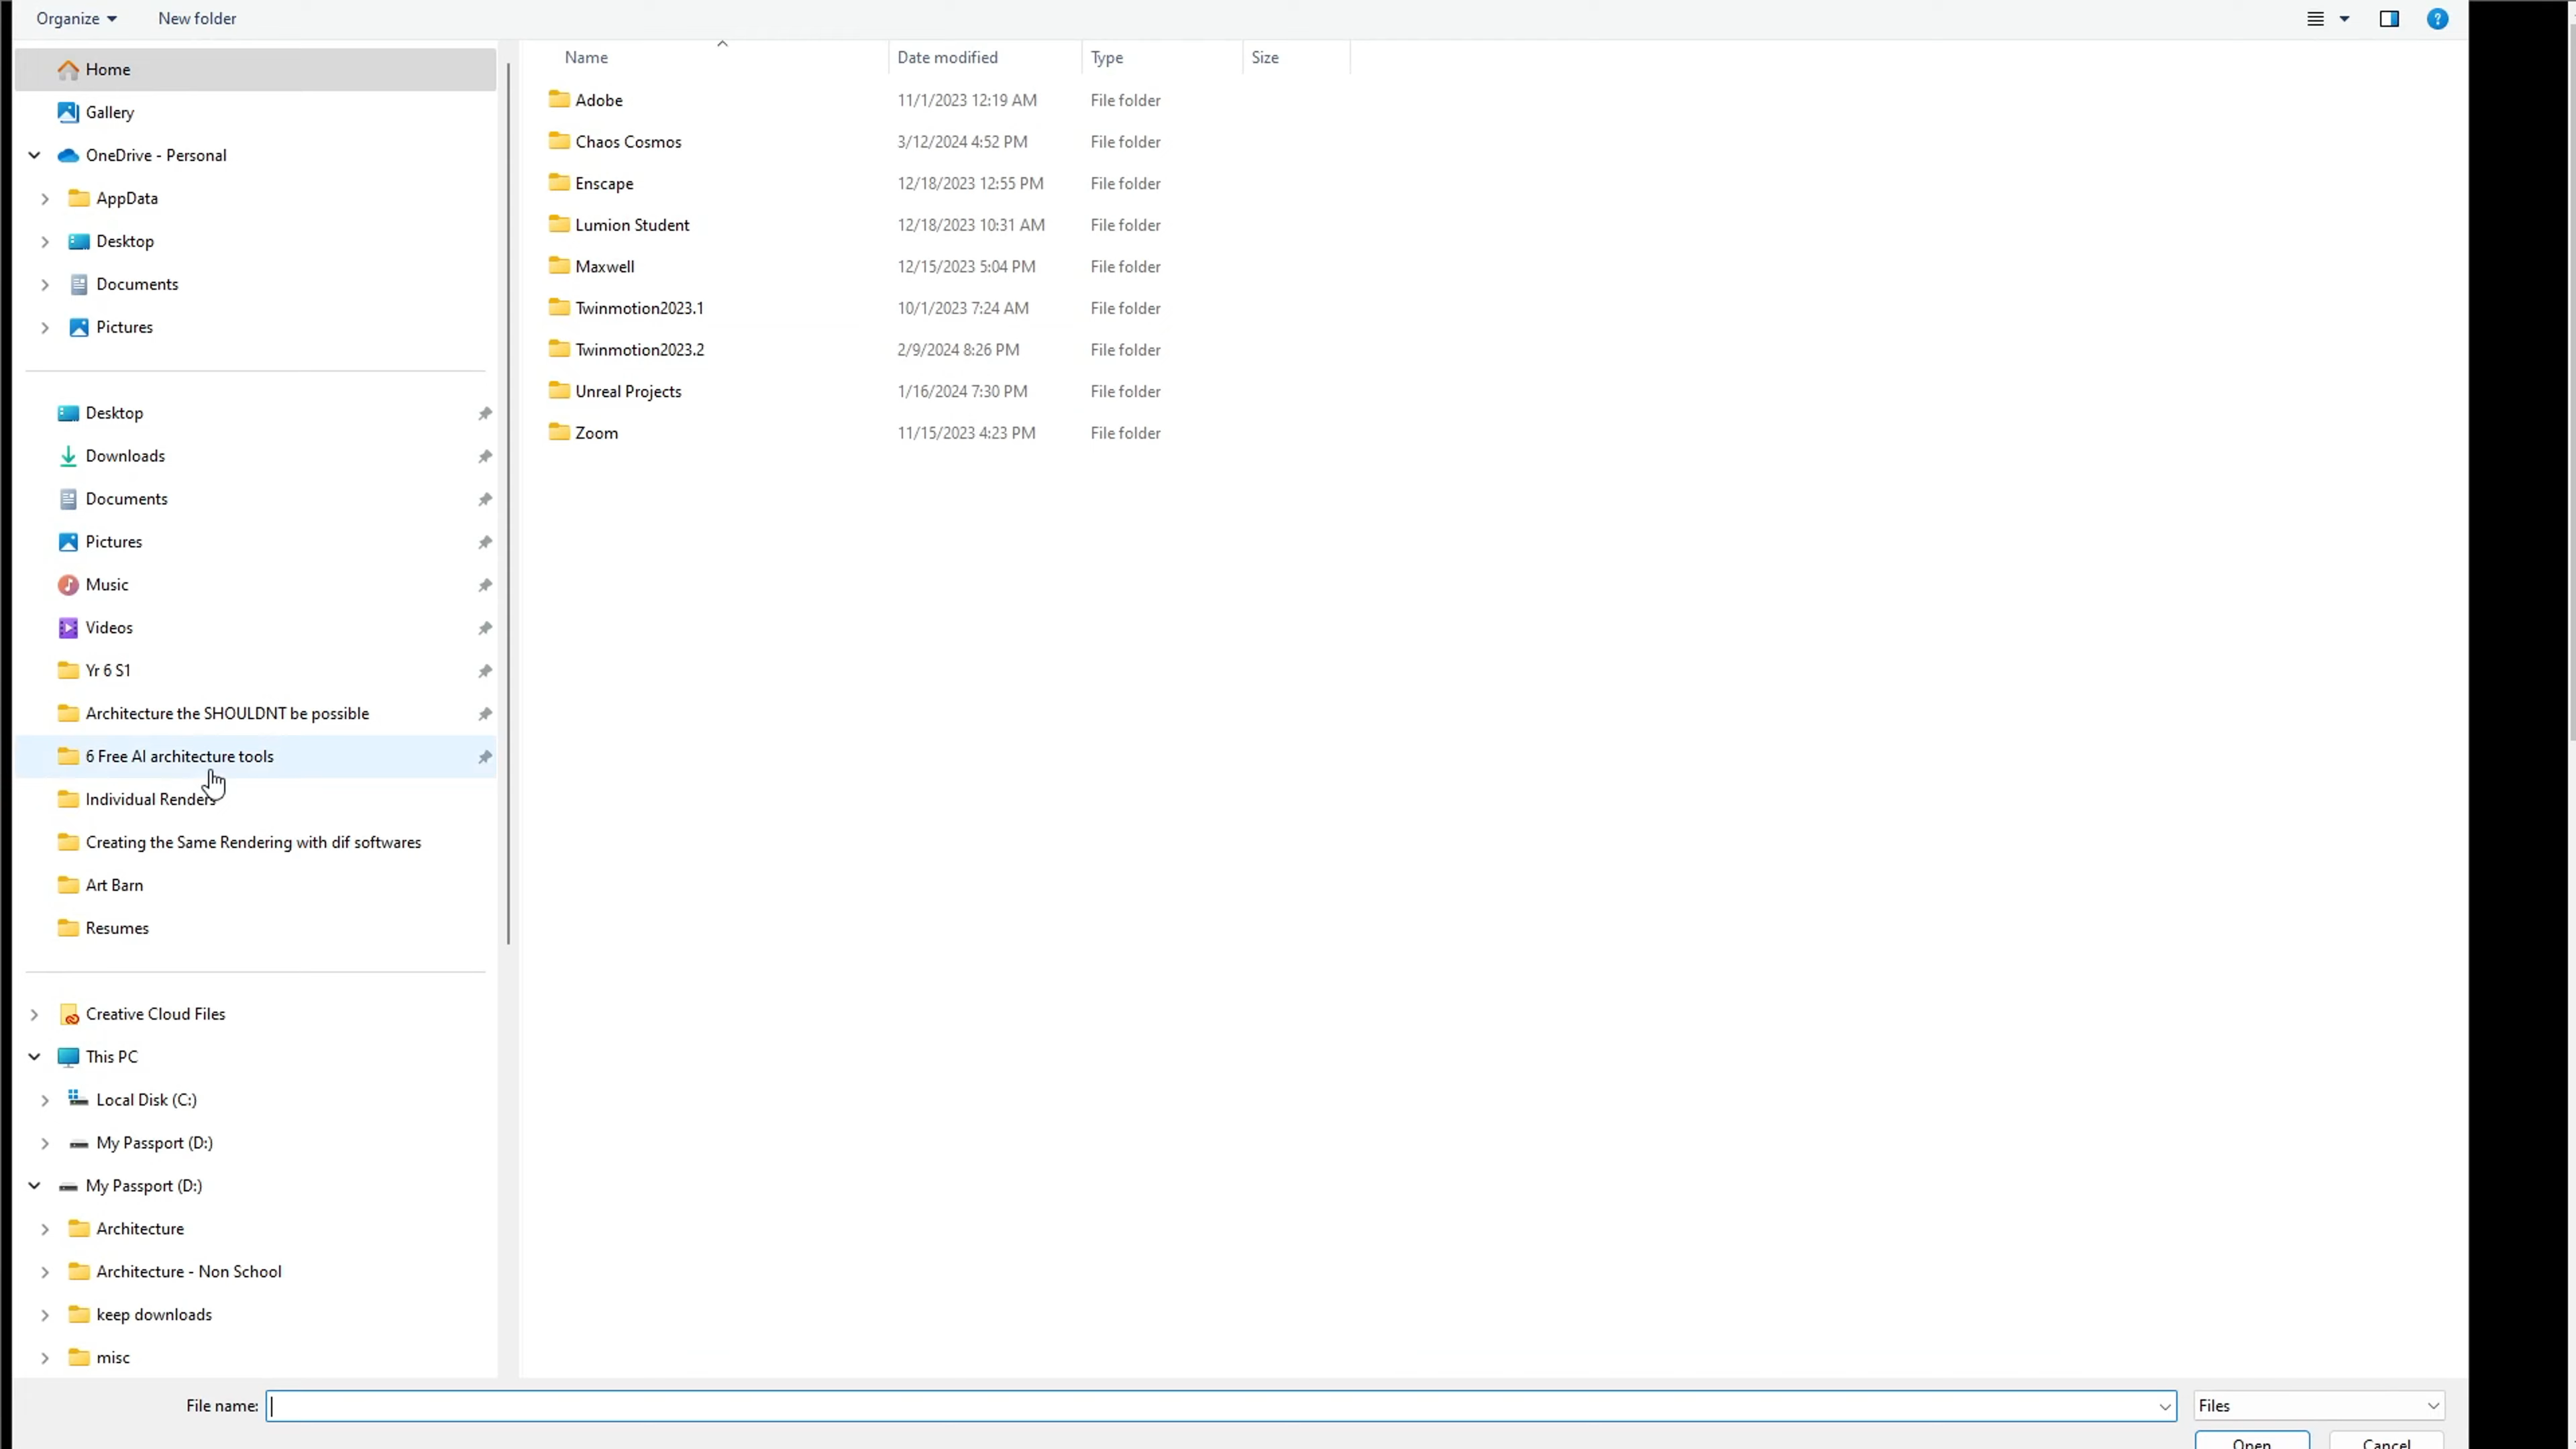 Organize New folder
Home
Gallery
OneDrive - Personal
AppData
Desktop
Documents
Pictures
Desktop
Downloads
Documents
Pictures
Music
Videos
Yr 6 S1
Architecture the SHOULDNT be possible
6 Free AI architecture tools
Individual Renders
Creating the Same Rendering with dif softwares
Art Barn
Resumes
Creative Cloud Files
This PC
Local Disk (C:)
My Passport (D:)
My Passport (D:)
Architecture
Architecture - Non School
keep downloads
misc
Name Date modified Type Size
Adobe 11/1/2023 12:19 AM File folder
Chaos Cosmos 3/12/2024 4:52 PM File folder
Enscape 12/18/2023 12:55 PM File folder
Lumion Student 12/18/2023 10:31 AM File folder
Maxwell 12/15/2023 5:04 PM File folder
Twinmotion2023.1 10/1/2023 7:24 AM File folder
Twinmotion2023.2 2/9/2024 8:26 PM File folder
Unreal Projects 1/16/2024 7:30 PM File folder
Zoom 11/15/2023 4:23 PM File folder
File name: Files
Open Cancel